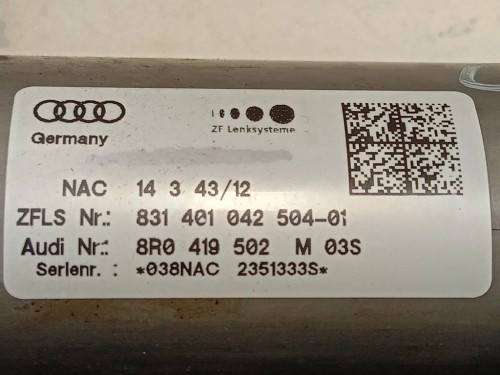 Germany
ZF Lenksysteme
NAC 14 3 43/12
ZFLS Nr.: 831 401 042 504-01
Audi Nr.: 8R0 419 502 M 03S
Serlenr. : *038NAC 2351333S*